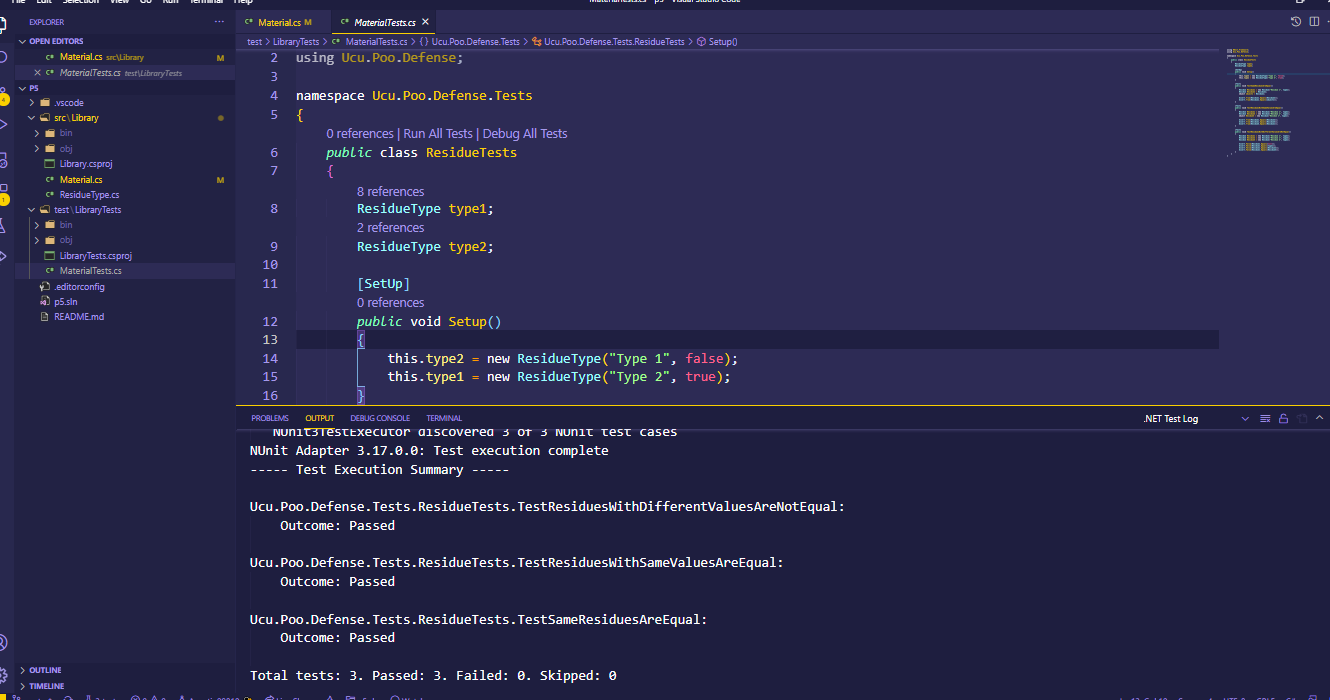 File Edit Selection View Go Run Terminal Help
MaterialTests.cs - p5 - Visual Studio Code
EXPLORER ···
OPEN EDITORS
C# Material.cs src\Library M
× C# MaterialTests.cs test\LibraryTests
P5
.vscode
src\Library
bin
obj
Library.csproj
C# Material.cs M
C# ResidueType.cs
test\LibraryTests
bin
obj
LibraryTests.csproj
C# MaterialTests.cs
.editorconfig
p5.sln
README.md
OUTLINE
TIMELINE
C# Material.cs M
C# MaterialTests.cs ×
test > LibraryTests > C# MaterialTests.cs > {} Ucu.Poo.Defense.Tests > Ucu.Poo.Defense.Tests.ResidueTests > Setup()
2 using Ucu.Poo.Defense;
3
4 namespace Ucu.Poo.Defense.Tests
5 {
0 references | Run All Tests | Debug All Tests
6 public class ResidueTests
7 {
8 references
8 ResidueType type1;
2 references
9 ResidueType type2;
10
11 [SetUp]
0 references
12 public void Setup()
13 {
14 this.type2 = new ResidueType("Type 1", false);
15 this.type1 = new ResidueType("Type 2", true);
16 }
PROBLEMS OUTPUT DEBUG CONSOLE TERMINAL .NET Test Log
NUnit3TestExecutor discovered 3 of 3 NUnit test cases
NUnit Adapter 3.17.0.0: Test execution complete
----- Test Execution Summary -----
Ucu.Poo.Defense.Tests.ResidueTests.TestResiduesWithDifferentValuesAreNotEqual:
Outcome: Passed
Ucu.Poo.Defense.Tests.ResidueTests.TestResiduesWithSameValuesAreEqual:
Outcome: Passed
Ucu.Poo.Defense.Tests.ResidueTests.TestSameResiduesAreEqual:
Outcome: Passed
Total tests: 3. Passed: 3. Failed: 0. Skipped: 0